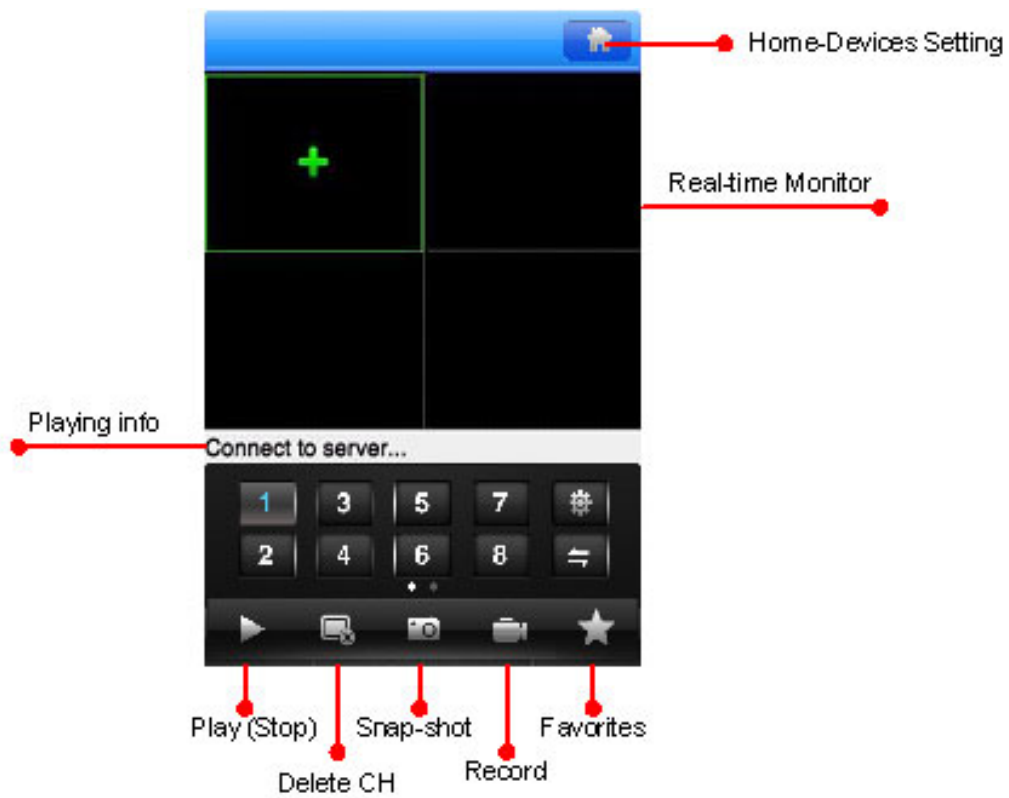 Home-Devices Setting
Real-time Monitor
Playing info
Connect to server...
1 3 5 7
2 4 6 8
Play (Stop) Snap-shot Favorites
Delete CH Record